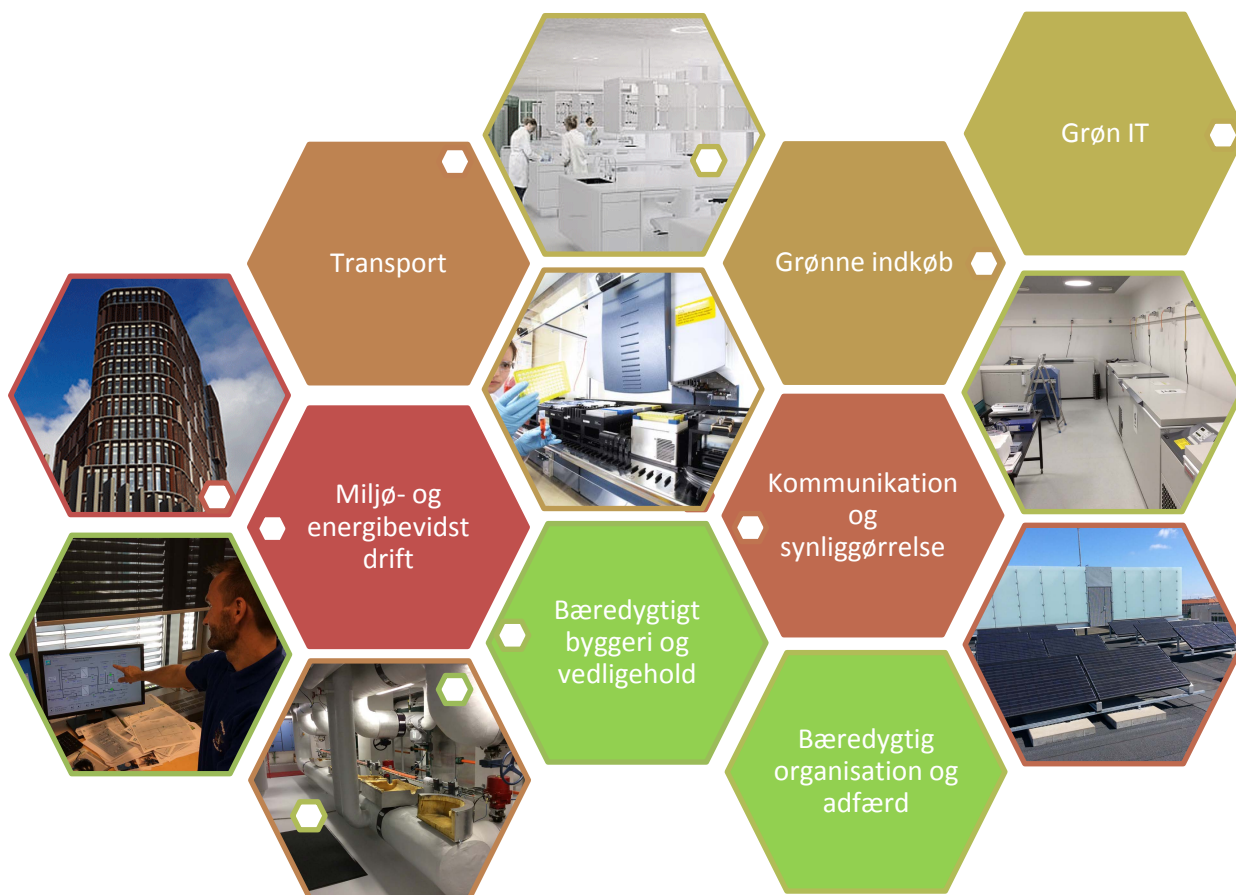 Grøn IT
Transport
Grønne indkøb
Miljø- og
energibevidst
drift
Kommunikation
og
synliggørrelse
Bæredygtigt
byggeri og
vedligehold
Bæredygtig
organisation og
adfærd